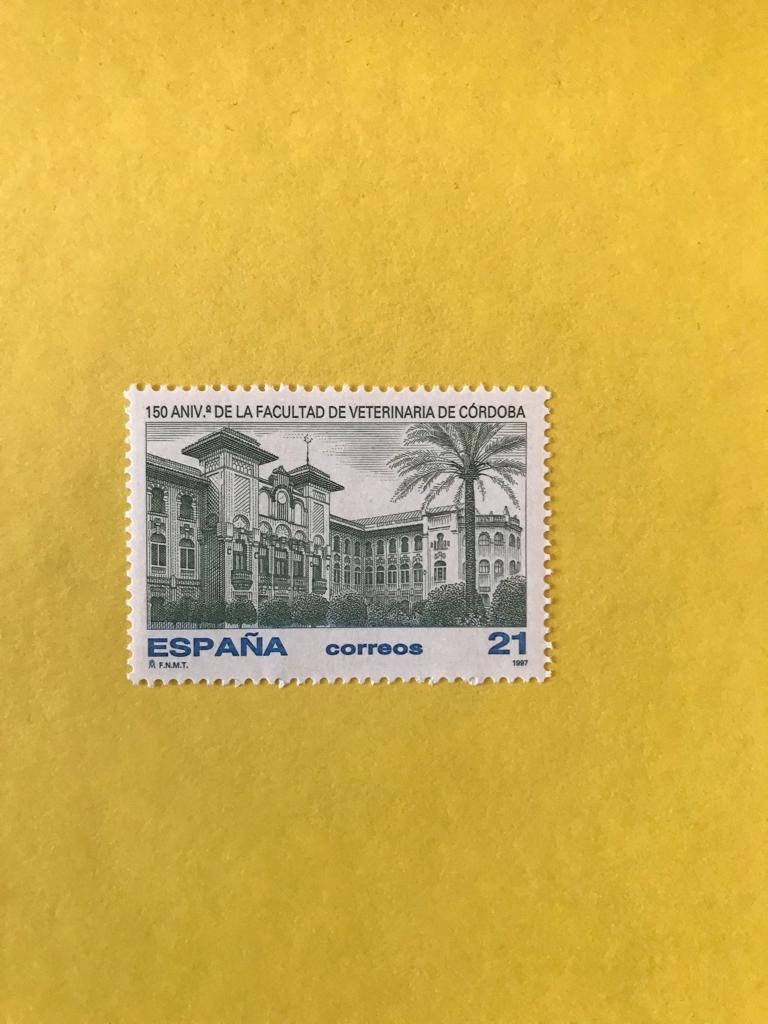 150 ANIV.º DE LA FACULTAD DE VETERINARIA DE CÓRDOBA
ESPAÑA correos 21
F.N.M.T. 1997